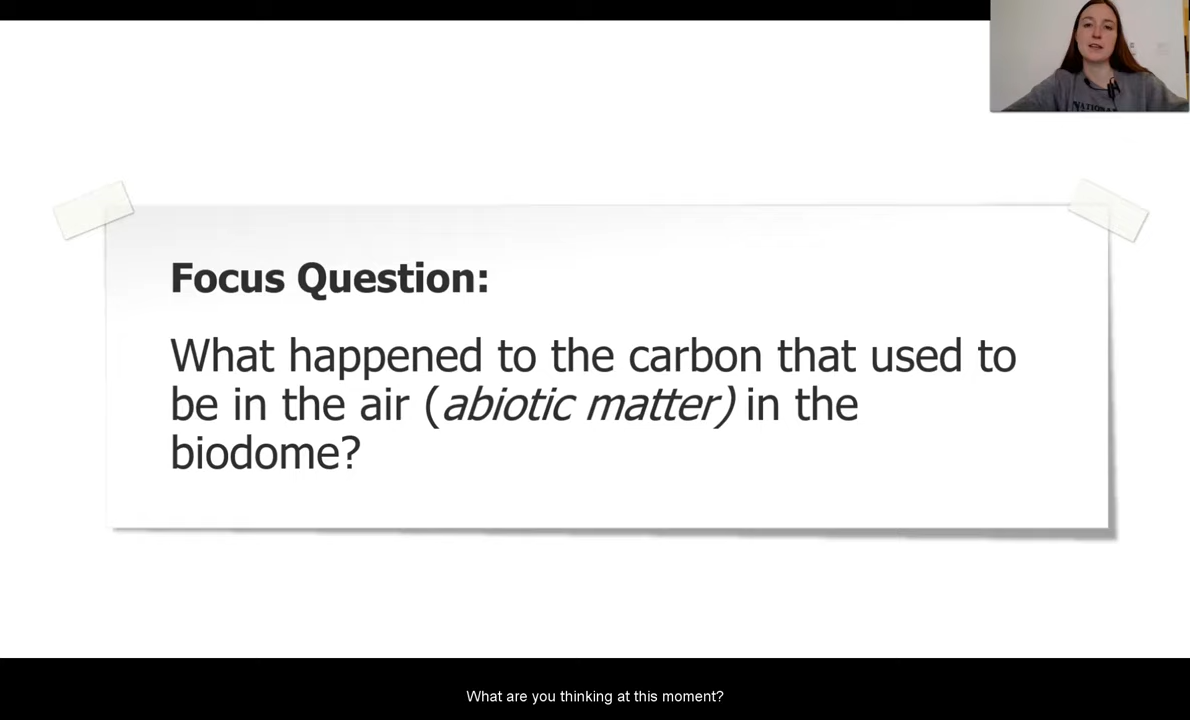 NATIONA
Focus Question:
What happened to the carbon that used to
be in the air (abiotic matter) in the
biodome?
What are you thinking at this moment?